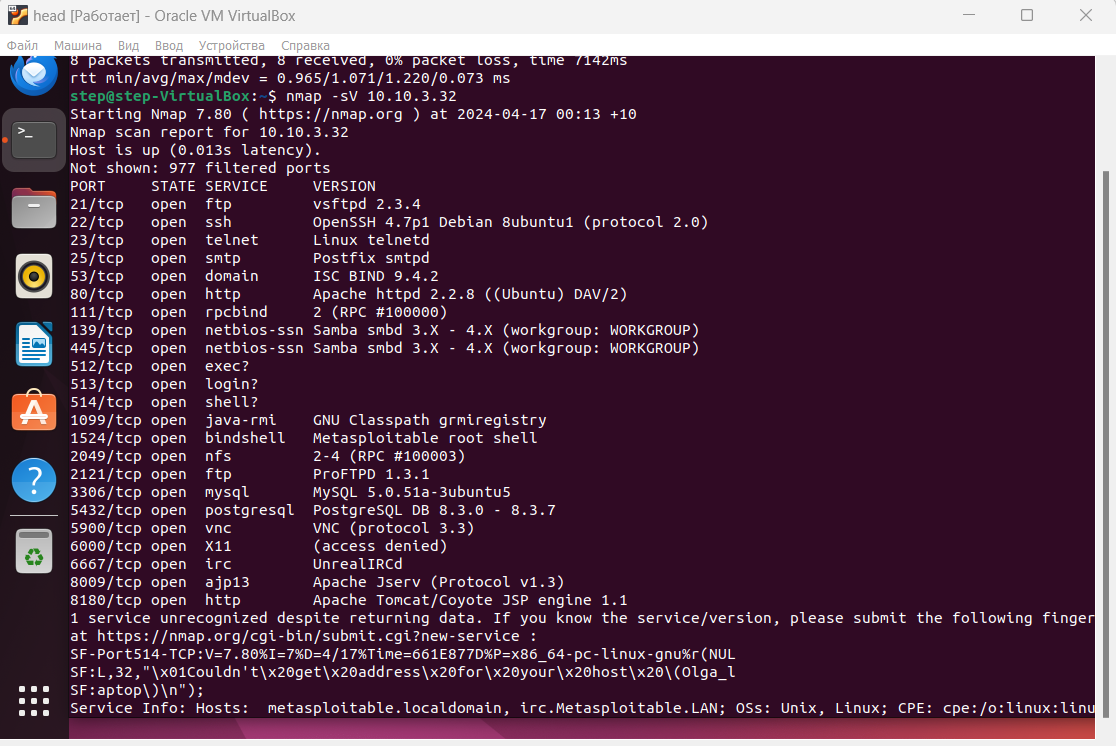 head [Работает] - Oracle VM VirtualBox
Файл Машина Вид Ввод Устройства Справка
8 packets transmitted, 8 received, 0% packet loss, time 7142ms
rtt min/avg/max/mdev = 0.965/1.071/1.220/0.073 ms
step@step-VirtualBox:~$ nmap -sV 10.10.3.32
Starting Nmap 7.80 ( https://nmap.org ) at 2024-04-17 00:13 +10
Nmap scan report for 10.10.3.32
Host is up (0.013s latency).
Not shown: 977 filtered ports
PORT     STATE SERVICE     VERSION
21/tcp   open  ftp         vsftpd 2.3.4
22/tcp   open  ssh         OpenSSH 4.7p1 Debian 8ubuntu1 (protocol 2.0)
23/tcp   open  telnet      Linux telnetd
25/tcp   open  smtp        Postfix smtpd
53/tcp   open  domain      ISC BIND 9.4.2
80/tcp   open  http        Apache httpd 2.2.8 ((Ubuntu) DAV/2)
111/tcp  open  rpcbind     2 (RPC #100000)
139/tcp  open  netbios-ssn Samba smbd 3.X - 4.X (workgroup: WORKGROUP)
445/tcp  open  netbios-ssn Samba smbd 3.X - 4.X (workgroup: WORKGROUP)
512/tcp  open  exec?
513/tcp  open  login?
514/tcp  open  shell?
1099/tcp open  java-rmi    GNU Classpath grmiregistry
1524/tcp open  bindshell   Metasploitable root shell
2049/tcp open  nfs         2-4 (RPC #100003)
2121/tcp open  ftp         ProFTPD 1.3.1
3306/tcp open  mysql       MySQL 5.0.51a-3ubuntu5
5432/tcp open  postgresql  PostgreSQL DB 8.3.0 - 8.3.7
5900/tcp open  vnc         VNC (protocol 3.3)
6000/tcp open  X11         (access denied)
6667/tcp open  irc         UnrealIRCd
8009/tcp open  ajp13       Apache Jserv (Protocol v1.3)
8180/tcp open  http        Apache Tomcat/Coyote JSP engine 1.1
1 service unrecognized despite returning data. If you know the service/version, please submit the following finger
at https://nmap.org/cgi-bin/submit.cgi?new-service :
SF-Port514-TCP:V=7.80%I=7%D=4/17%Time=661E877D%P=x86_64-pc-linux-gnu%r(NUL
SF:L,32,"\x01Couldn't\x20get\x20address\x20for\x20your\x20host\x20\(Olga_l
SF:aptop\)\n");
Service Info: Hosts:  metasploitable.localdomain, irc.Metasploitable.LAN; OSs: Unix, Linux; CPE: cpe:/o:linux:linu